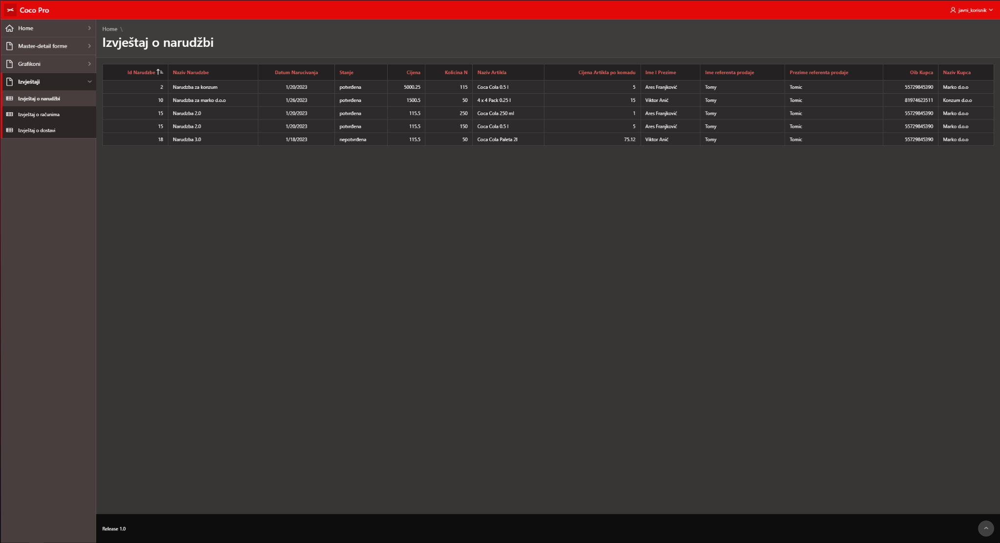 Coco Pro
javni_korisnik
Home
Master-detail forme
Grafikoni
Izvještaji
Izvještaj o narudžbi
Izvještaj o računima
Izvještaj o dostavi
Home \
Izvještaj o narudžbi
Id Narudzbe Naziv Narudzbe Datum Narucivanja Stanje Cijena Kolicina N Naziv Artikla Cijena Artikla po komadu Ime I Prezime Ime referenta prodaje Prezime referenta prodaje Oib Kupca Naziv Kupca
2 Narudzba za konzum 1/20/2023 potvrđena 5000.25 115 Coca Cola 0.5 l 5 Ares Franjković Tomy Tomic 55729845390 Marko d.o.o
10 Narudzba za marko d.o.o 1/26/2023 potvrđena 1500.5 50 4 x 4 Pack 0.25 l 15 Viktor Anić Tomy Tomic 81974623511 Konzum d.o.o
15 Narudzba 2.0 1/20/2023 potvrđena 115.5 250 Coca Cola 250 ml 1 Ares Franjković Tomy Tomic 55729845390 Marko d.o.o
15 Narudzba 2.0 1/20/2023 potvrđena 115.5 150 Coca Cola 0.5 l 5 Ares Franjković Tomy Tomic 55729845390 Marko d.o.o
18 Narudzba 3.0 1/18/2023 nepotvrđena 115.5 50 Coca Cola Paleta 2l 75.12 Viktor Anić Tomy Tomic 55729845390 Marko d.o.o
Release 1.0